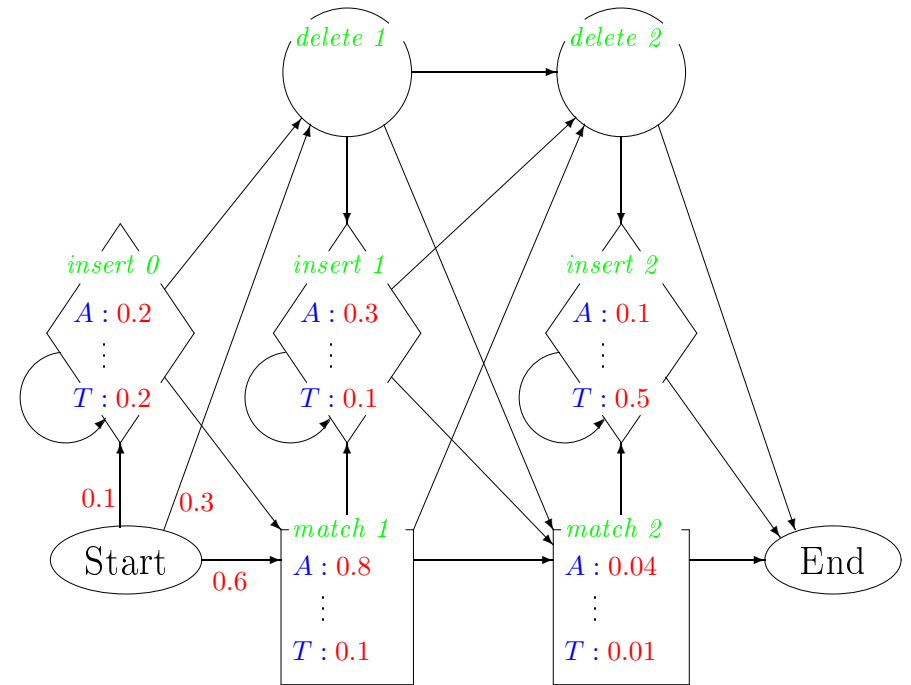 delete 1
delete 2
insert 0
A : 0.2
⋮
T : 0.2
insert 1
A : 0.3
⋮
T : 0.1
insert 2
A : 0.1
⋮
T : 0.5
0.1
0.3
Start
0.6
match 1
A : 0.8
⋮
T : 0.1
match 2
A : 0.04
⋮
T : 0.01
End